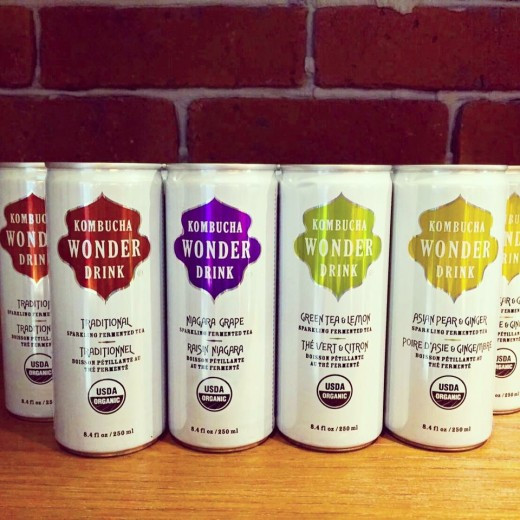 KOMBUCHA
WONDER
DRINK
TRADITIONAL
SPARKLING FERMENTED TEA
TRADITIONNEL
BOISSON PÉTILLANTE AU
THÉ FERMENTÉ
USDA
ORGANIC
8.4 fl oz / 250 ml
KOMBUCHA
WONDER
DRINK
NIAGARA GRAPE
SPARKLING FERMENTED TEA
RAISIN NIAGARA
BOISSON PÉTILLANTE
AU THÉ FERMENTÉ
USDA
ORGANIC
8.4 fl oz / 250 ml
KOMBUCHA
WONDER
DRINK
GREEN TEA & LEMON
SPARKLING FERMENTED TEA
THÉ VERT & CITRON
BOISSON PÉTILLANTE
AU THÉ FERMENTÉ
USDA
ORGANIC
8.4 fl oz / 250 ml
KOMBUCHA
WONDER
DRINK
ASIAN PEAR & GINGER
SPARKLING FERMENTED TEA
POIRE D'ASIE & GINGEMBRE
BOISSON PÉTILLANTE
AU THÉ FERMENTÉ
USDA
ORGANIC
8.4 fl oz / 250 ml